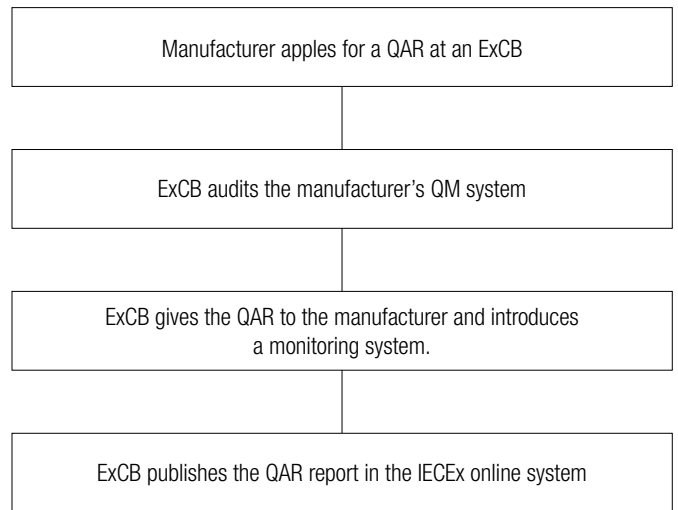 Manufacturer apples for a QAR at an ExCB
ExCB audits the manufacturer's QM system
ExCB gives the QAR to the manufacturer and introduces
a monitoring system.
ExCB publishes the QAR report in the IECEx online system